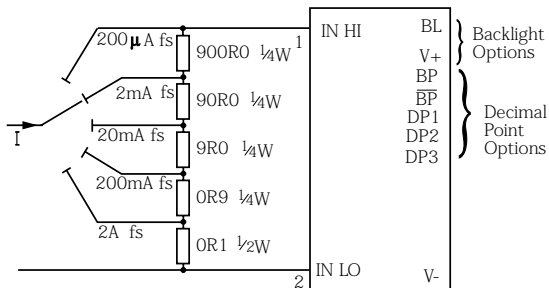 200μA fs
IN HI
1
BL
V+
Backlight
Options
900R0 ¼W
2mA fs
BP
B̅P̅
DP1
DP2
DP3
Decimal
Point
Options
90R0 ¼W
20mA fs
I
9R0 ¼W
200mA fs
0R9 ¼W
2A fs
0R1 ½W
2
IN LO
V-